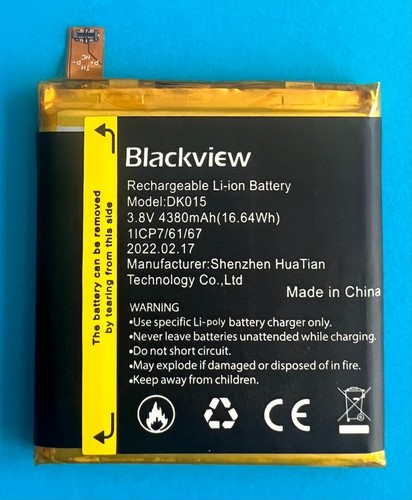 P+ C P-
TH
NC
Blackview
Rechargeable Li-ion Battery
Model:DK015
3.8V 4380mAh(16.64Wh)
1ICP7/61/67
2022.02.17
Manufacturer:Shenzhen HuaTian
Technology Co.,Ltd
Made in China
WARNING
•Use specific Li-poly battery charger only.
•Never leave batteries unattended while charging.
•Do not short circuit.
•May explode if damaged or disposed of in fire.
•Keep away from children.
CE
The battery can be removed
by tearing from this side